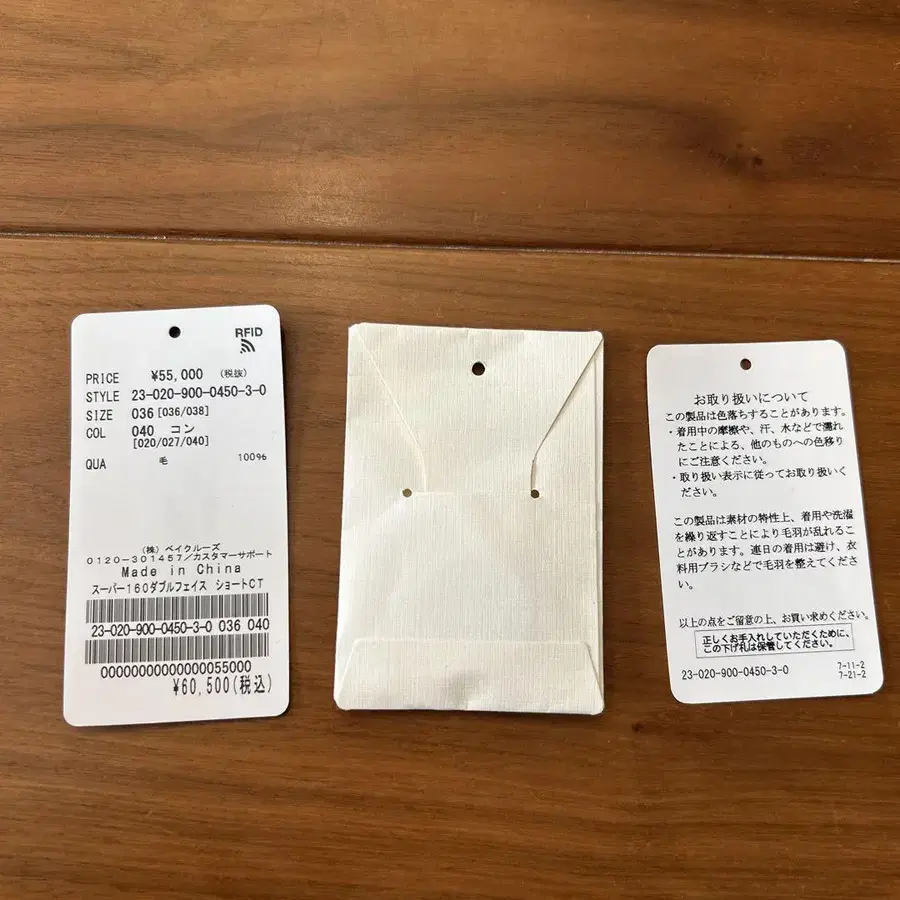 RFID
PRICE ¥55,000 (税抜)
STYLE 23-020-900-0450-3-0
SIZE 036[036/038]
COL 040 コン
[020/027/040]
QUA 毛 100%
(株)ベイクルーズ
0120-301457/カスタマーサポート
Made in China
スーパー160ダブルフェイス ショートCT
23-020-900-0450-3-0 036 040
00000000000000055000
¥60,500(税込)
お取り扱いについて
この製品は色落ちすることがあります。
・着用中の摩擦や、汗、水などで濡れ
たことによる、他のものへの色移り
にご注意ください。
・取り扱い表示に従ってお取り扱いく
ださい。
この製品は素材の特性上、着用や洗濯
を繰り返すことにより毛羽が乱れるこ
とがあります。連日の着用は避け、衣
料用ブラシなどで毛羽を整えてくださ
い。
以上の点をご留意の上、お買い求めください。
正しくお手入れしていただくために、
この下げ札は保管してください。
23-020-900-0450-3-0
7-11-2
7-21-2